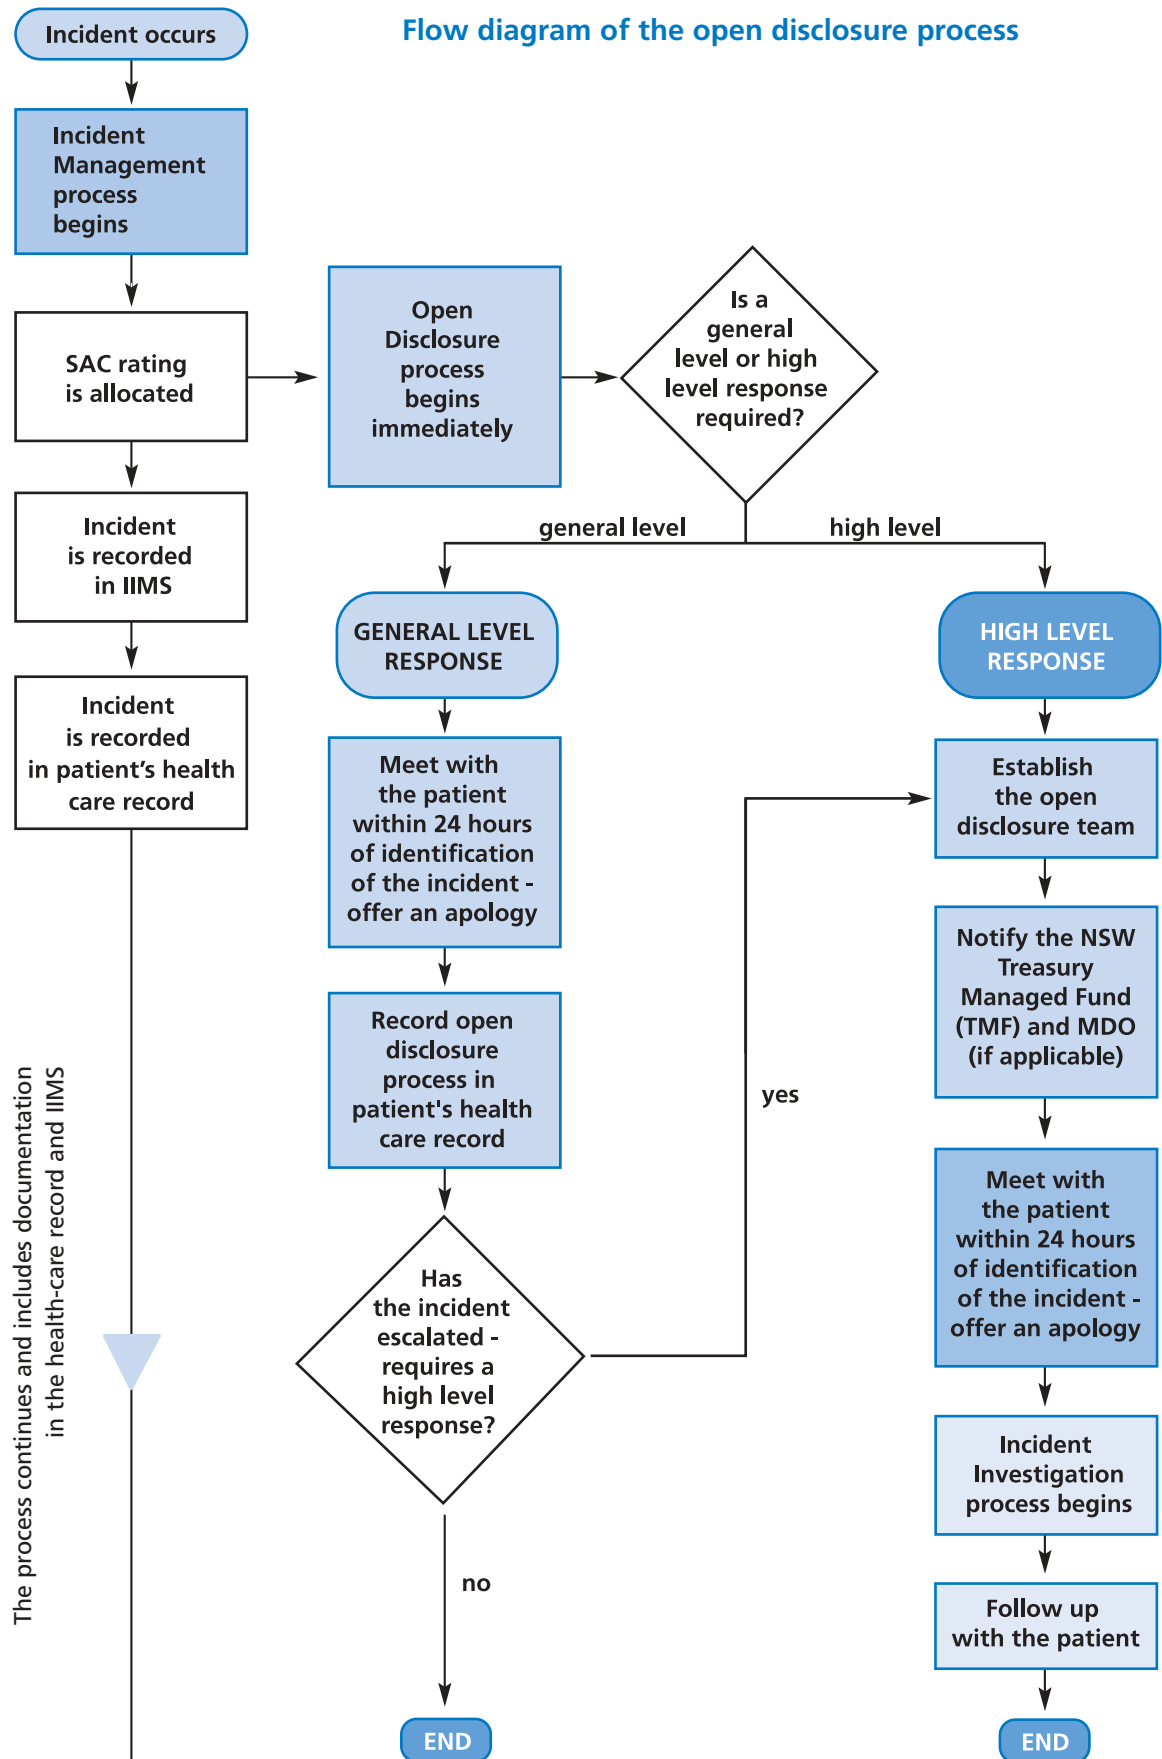 Flow diagram of the open disclosure process
Incident occurs
Incident
Management
process
begins
SAC rating
is allocated
Incident
is recorded
in IIMS
Incident
is recorded
in patient’s health
care record
The process continues and includes documentation
in the health-care record and IIMS
Open
Disclosure
process
begins
immediately
Is a
general
level or high
level response
required?
general level
high level
GENERAL LEVEL
RESPONSE
Meet with
the patient
within 24 hours
of identification
of the incident -
offer an apology
Record open
disclosure
process in
patient's health
care record
Has
the incident
escalated -
requires a
high level
response?
yes
no
END
HIGH LEVEL
RESPONSE
Establish
the open
disclosure team
Notify the NSW
Treasury
Managed Fund
(TMF) and MDO
(if applicable)
Meet with
the patient
within 24 hours
of identification
of the incident -
offer an apology
Incident
Investigation
process begins
Follow up
with the patient
END